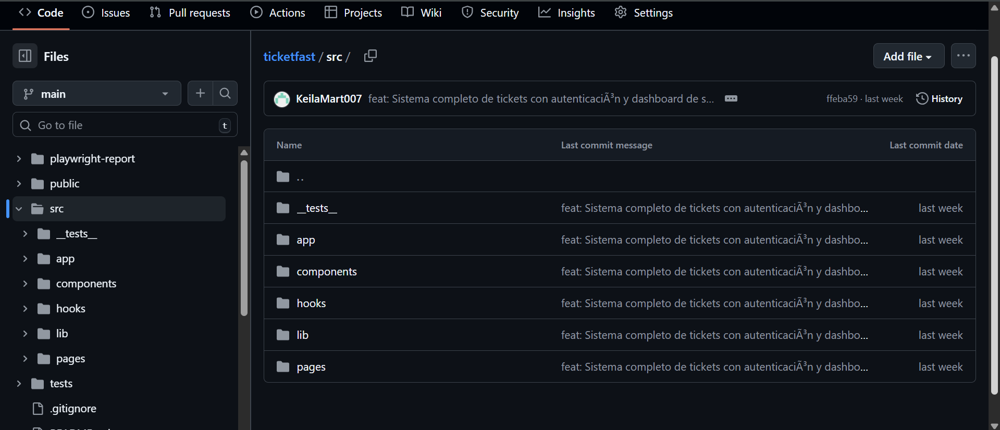 Code Issues Pull requests Actions Projects Wiki Security Insights Settings
Files
main
Go to file t
playwright-report
public
src
__tests__
app
components
hooks
lib
pages
tests
.gitignore
ticketfast / src /
Add file
KeilaMart007 feat: Sistema completo de tickets con autenticaciÃ³n y dashboard de s... ffeba59 · last week History
Name Last commit message Last commit date
..
__tests__ feat: Sistema completo de tickets con autenticaciÃ³n y dashbo... last week
app feat: Sistema completo de tickets con autenticaciÃ³n y dashbo... last week
components feat: Sistema completo de tickets con autenticaciÃ³n y dashbo... last week
hooks feat: Sistema completo de tickets con autenticaciÃ³n y dashbo... last week
lib feat: Sistema completo de tickets con autenticaciÃ³n y dashbo... last week
pages feat: Sistema completo de tickets con autenticaciÃ³n y dashbo... last week